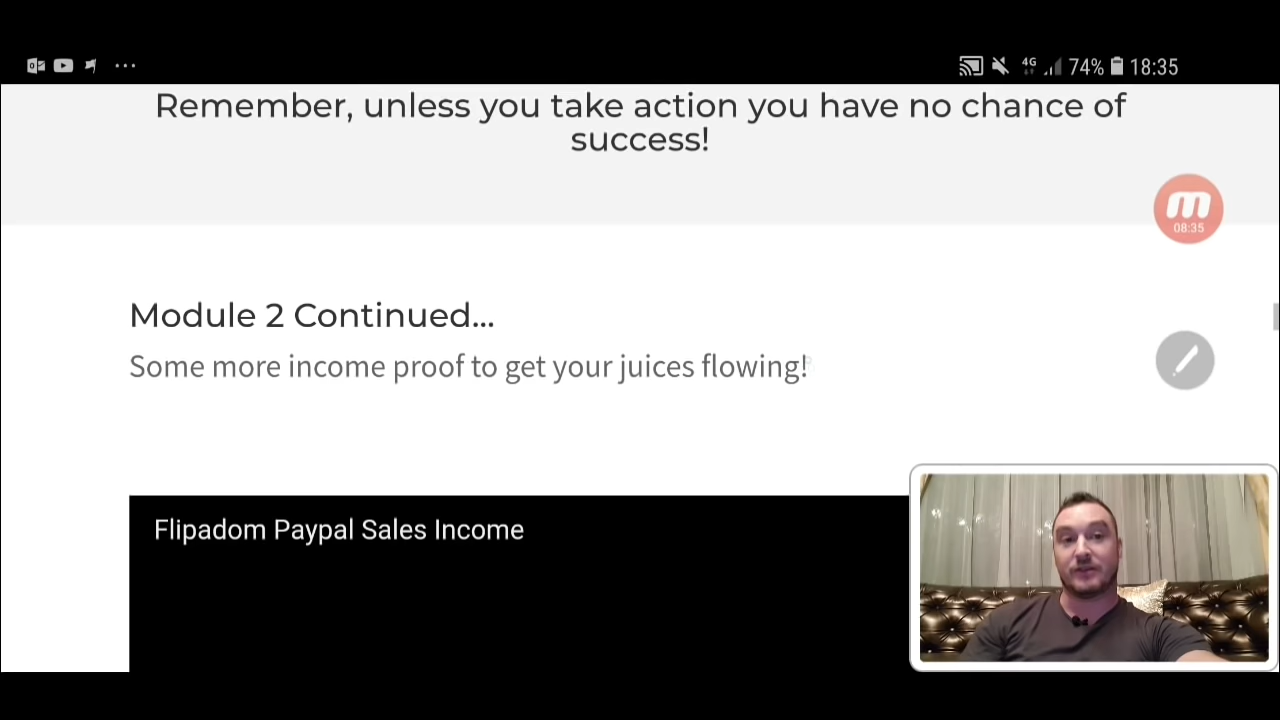 4G 74% 18:35
Remember, unless you take action you have no chance of
success!
m
08:35
Module 2 Continued...
Some more income proof to get your juices flowing!
Flipadom Paypal Sales Income